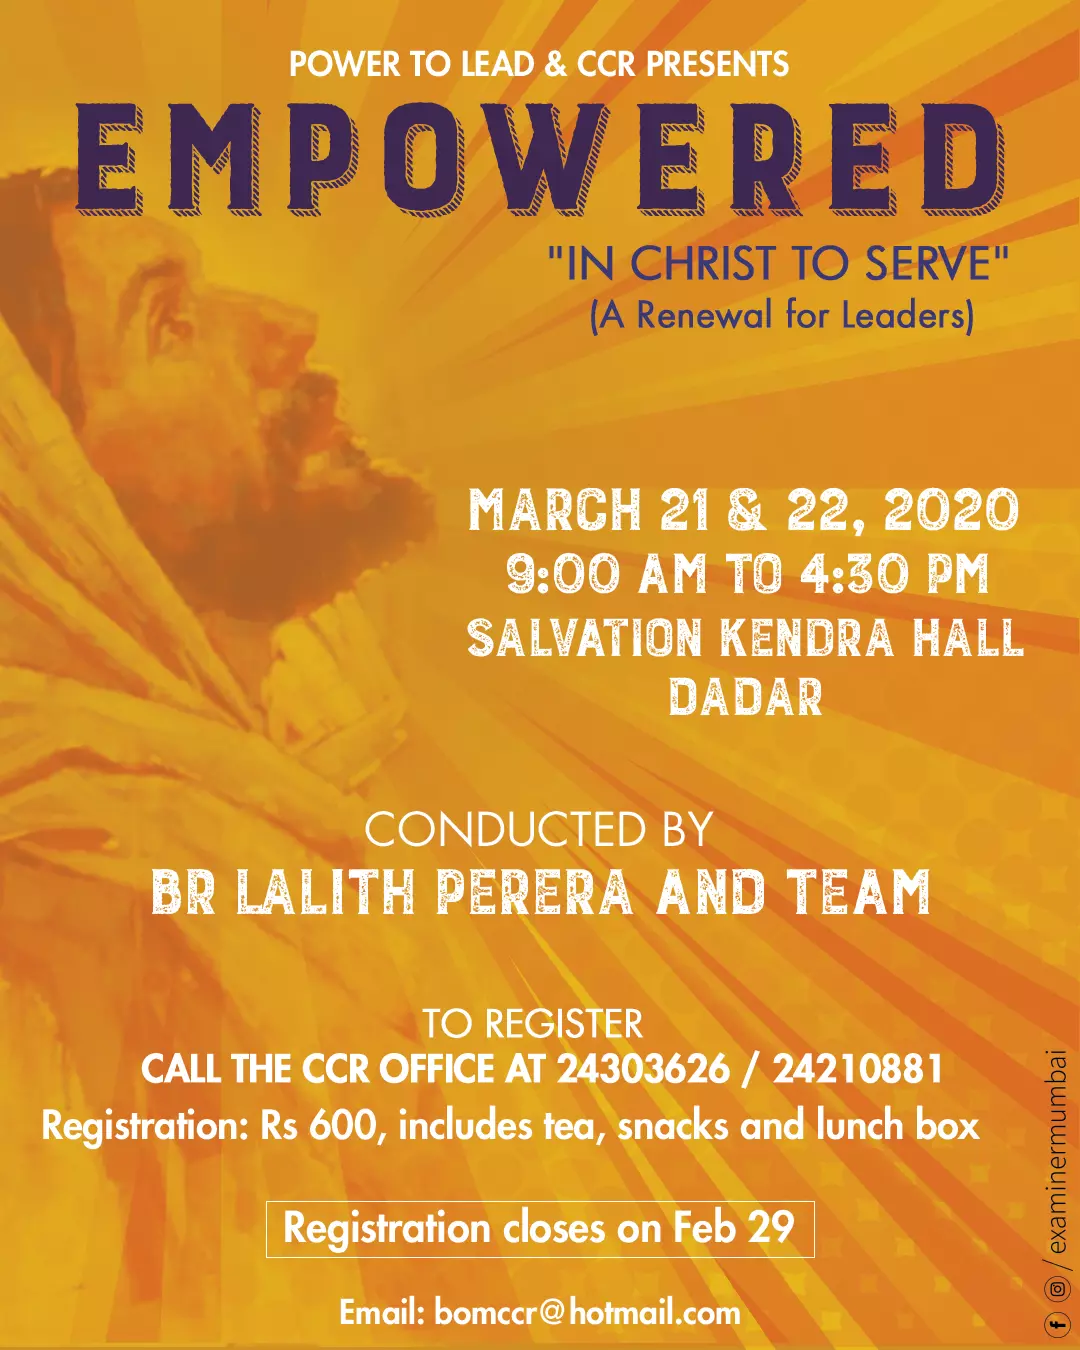 POWER TO LEAD & CCR PRESENTS
EMPOWERED
"IN CHRIST TO SERVE"
(A Renewal for Leaders)
MARCH 21 & 22, 2020
9:00 AM TO 4:30 PM
SALVATION KENDRA HALL
DADAR
CONDUCTED BY
BR LALITH PERERA AND TEAM
TO REGISTER
CALL THE CCR OFFICE AT 24303626 / 24210881
Registration: Rs 600, includes tea, snacks and lunch box
Registration closes on Feb 29
Email: bomccr@hotmail.com
/ examinermumbai